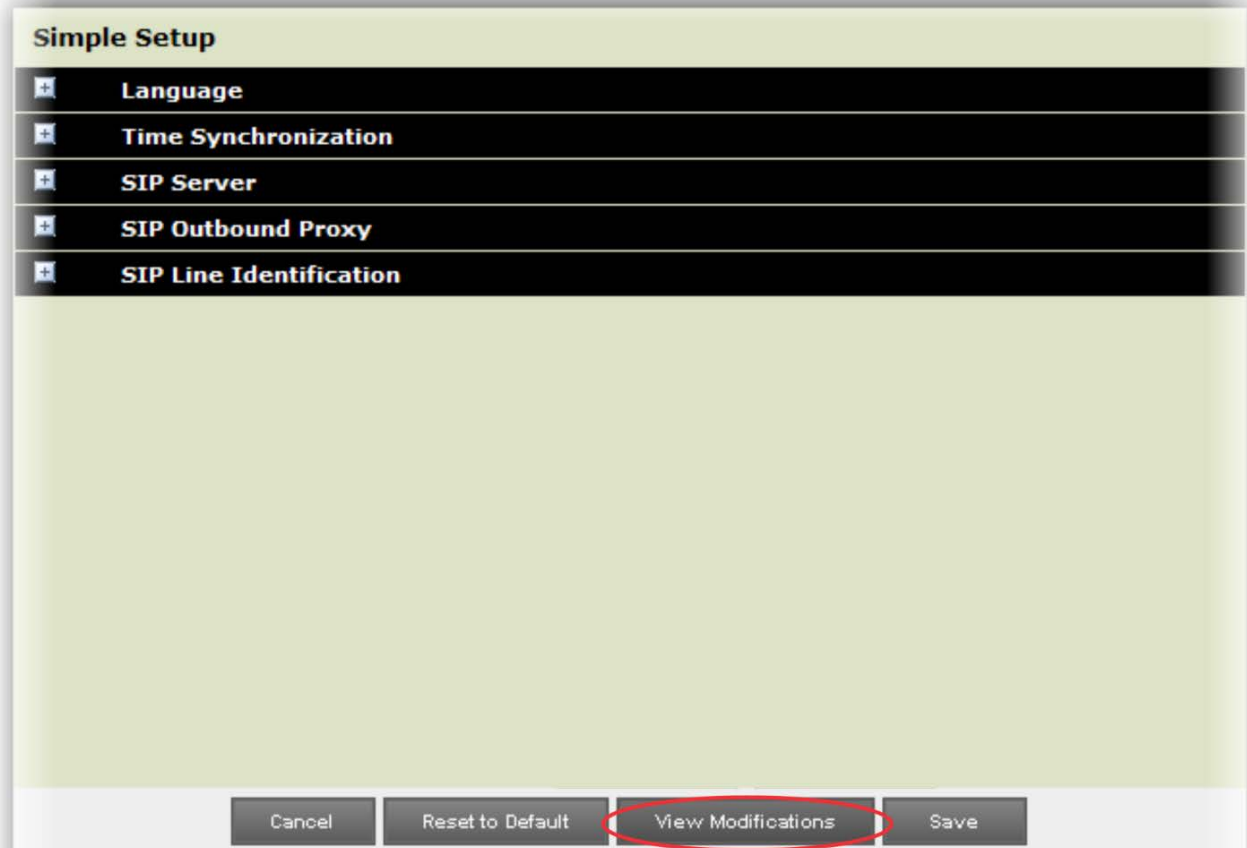 Simple Setup
Language
Time Synchronization
SIP Server
SIP Outbound Proxy
SIP Line Identification
Cancel Reset to Default View Modifications Save